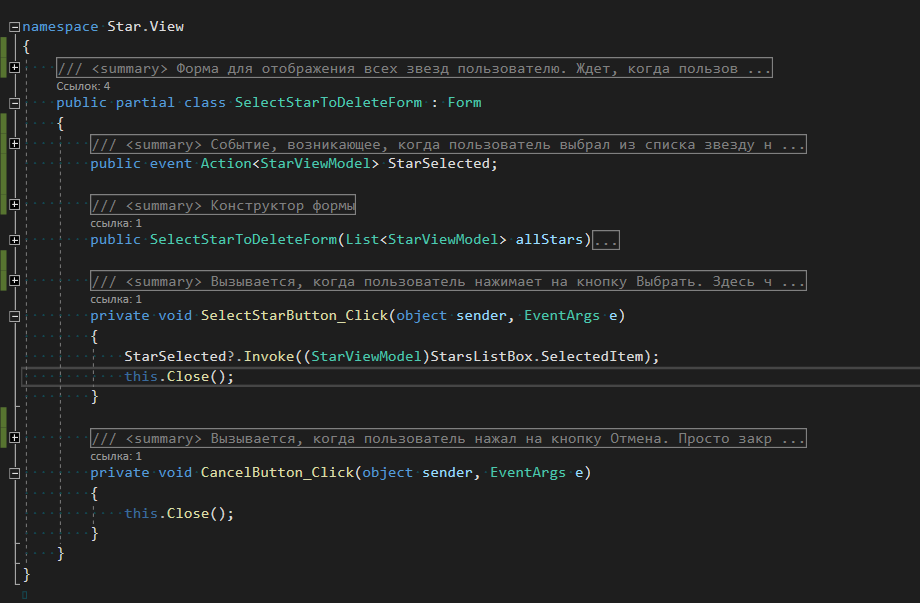 namespace Star.View
{
/// <summary> Форма для отображения всех звезд пользователю. Ждет, когда пользов ...
Ссылок: 4
public partial class SelectStarToDeleteForm : Form
{
/// <summary> Событие, возникающее, когда пользователь выбрал из списка звезду н ...
public event Action<StarViewModel> StarSelected;
/// <summary> Конструктор формы
ссылка: 1
public SelectStarToDeleteForm(List<StarViewModel> allStars)...
/// <summary> Вызывается, когда пользователь нажимает на кнопку Выбрать. Здесь ч ...
ссылка: 1
private void SelectStarButton_Click(object sender, EventArgs e)
{
StarSelected?.Invoke((StarViewModel)StarsListBox.SelectedItem);
this.Close();
}
/// <summary> Вызывается, когда пользователь нажал на кнопку Отмена. Просто закр ...
ссылка: 1
private void CancelButton_Click(object sender, EventArgs e)
{
this.Close();
}
}
}